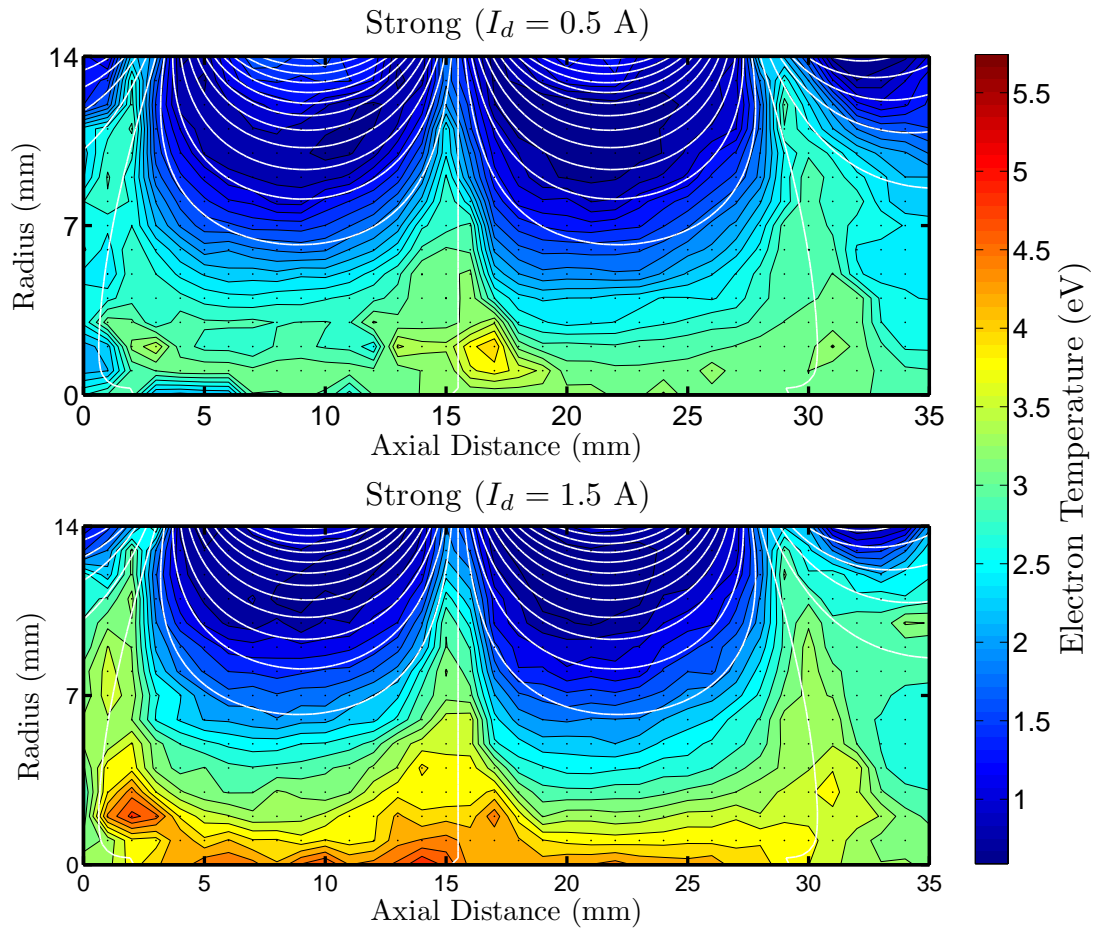 Strong (I_d = 0.5 A)
14
7
0
Radius (mm)
0 5 10 15 20 25 30 35
Axial Distance (mm)
Strong (I_d = 1.5 A)
14
7
0
Radius (mm)
0 5 10 15 20 25 30 35
Axial Distance (mm)
5.5
5
4.5
4
3.5
3
2.5
2
1.5
1
Electron Temperature (eV)